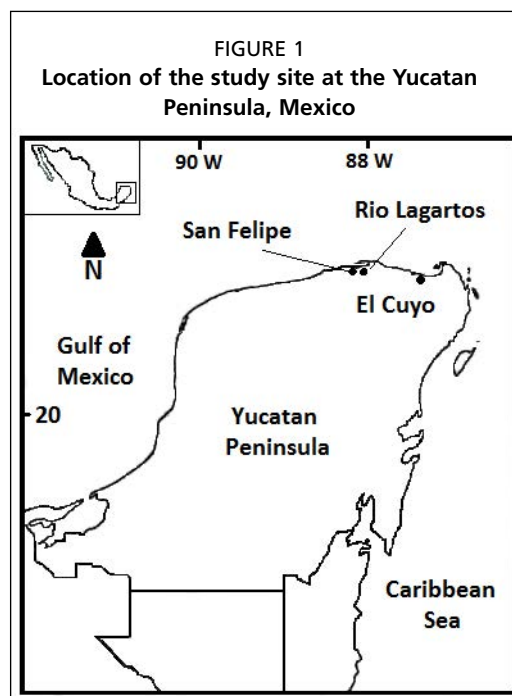 FIGURE 1
Location of the study site at the Yucatan
Peninsula, Mexico
90 W
88 W
Rio Lagartos
San Felipe
N
El Cuyo
Gulf of
Mexico
20
Yucatan
Peninsula
Caribbean
Sea